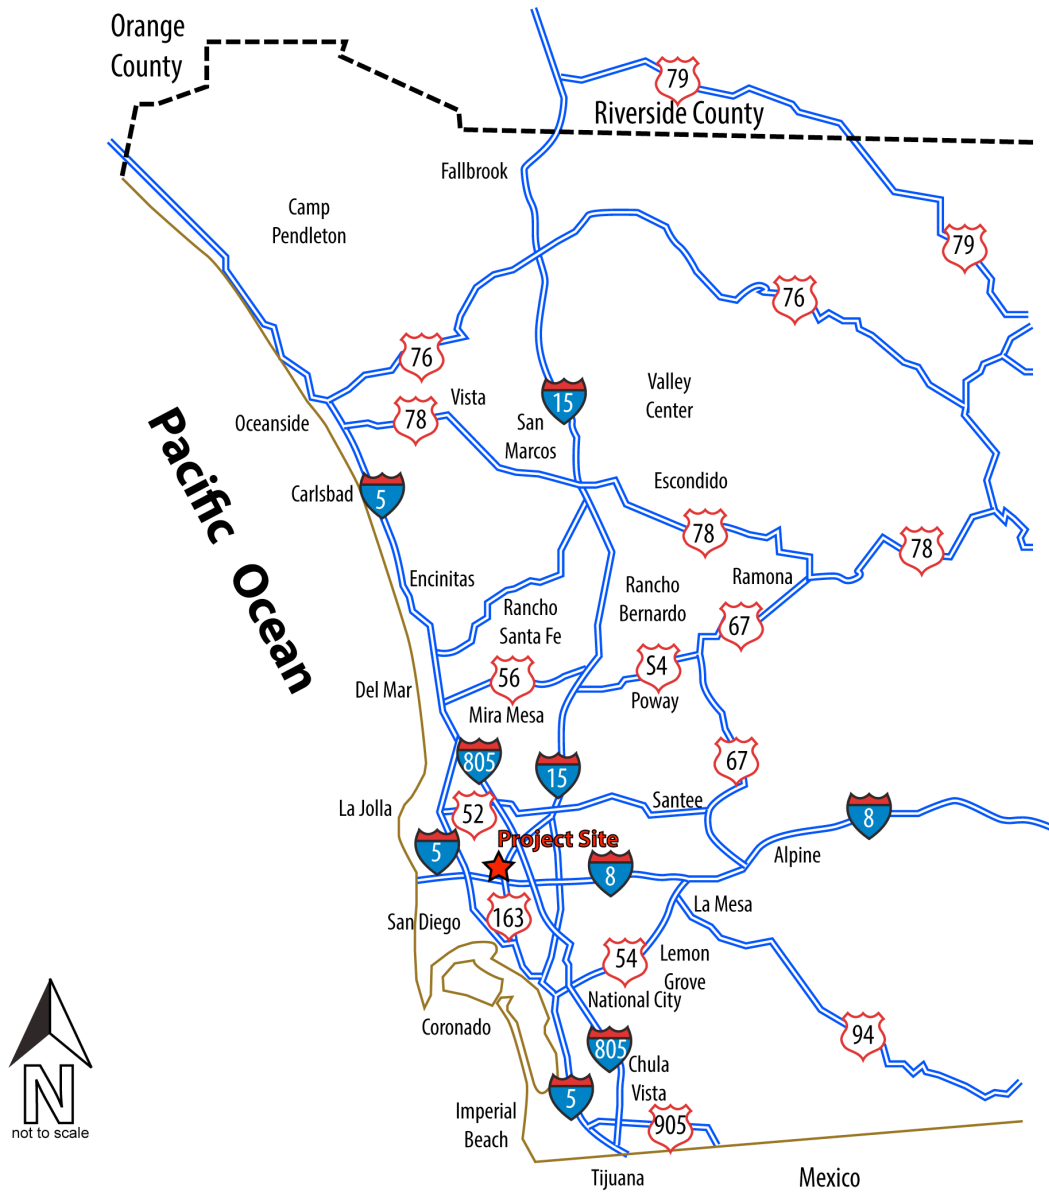 Orange
County
79
Riverside County
Fallbrook
Camp
Pendleton
79
76
76
Valley
Center
Vista
15
78
San
Marcos
Oceanside
Pacific Ocean
Escondido
Carlsbad
5
78
78
Encinitas
Ramona
Rancho
Bernardo
Rancho
Santa Fe
67
56
S4
Del Mar
Poway
Mira Mesa
805
15
67
La Jolla
52
Santee
8
Project Site
5
Alpine
8
La Mesa
San Diego
163
54
Lemon
Grove
National City
Coronado
94
805
Chula
Vista
5
Imperial
Beach
905
N
not to scale
Tijuana
Mexico